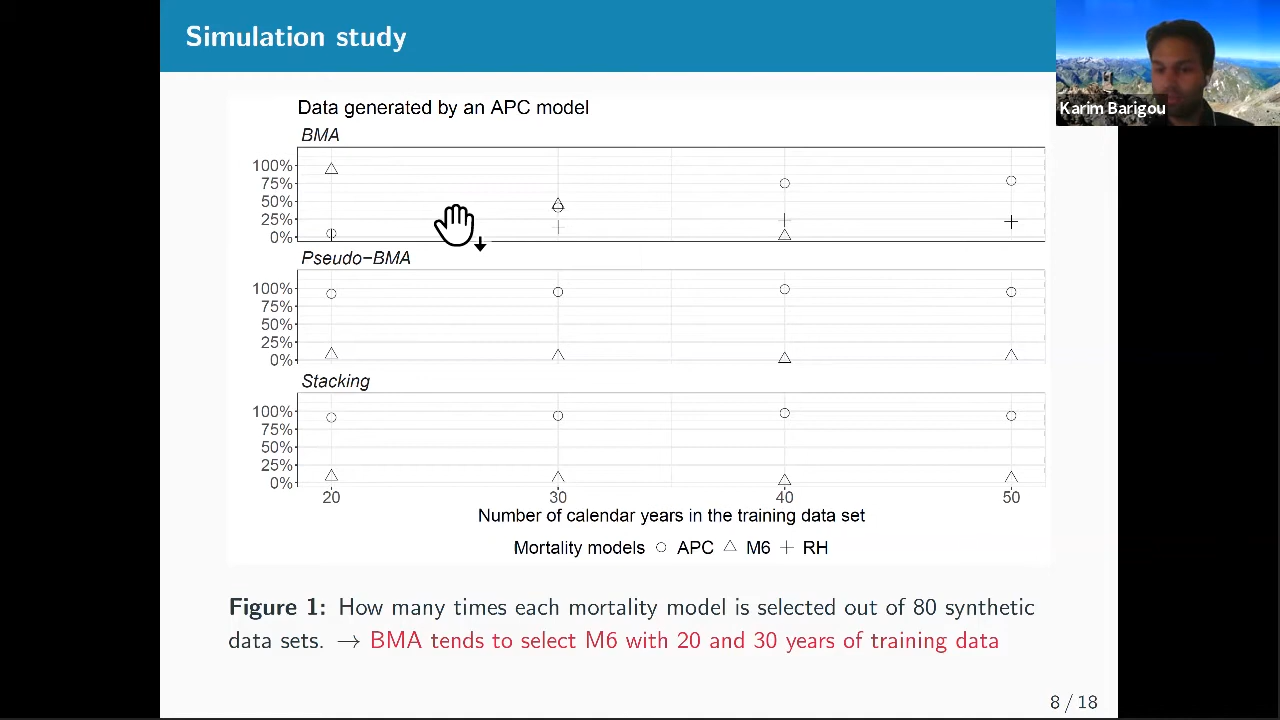 Simulation study
Karim Barigou
Data generated by an APC model
BMA
100%
75%
50%
25%
0%
Pseudo−BMA
100%
75%
50%
25%
0%
Stacking
100%
75%
50%
25%
0%
20 30 40 50
Number of calendar years in the training data set
Mortality models APC M6 RH
Figure 1: How many times each mortality model is selected out of 80 synthetic
data sets. → BMA tends to select M6 with 20 and 30 years of training data
8 / 18